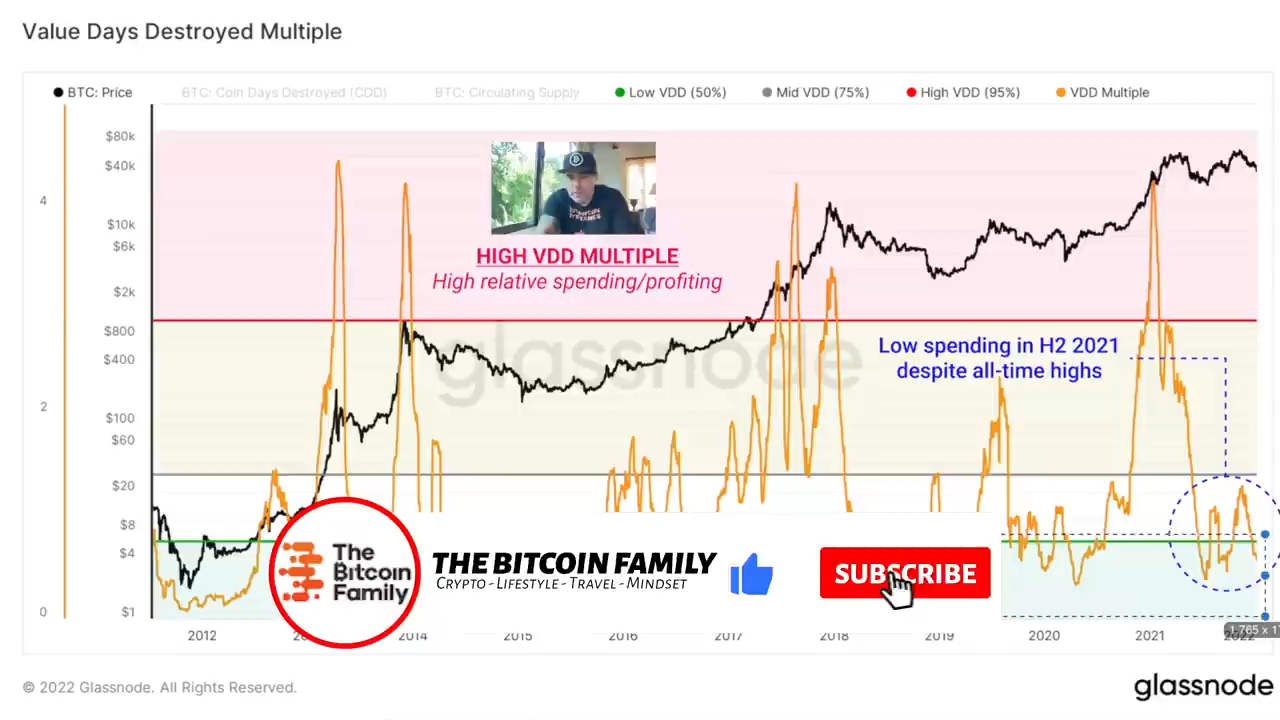 Value Days Destroyed Multiple
BTC: Price BTC: Coin Days Destroyed (CDD) BTC: Circulating Supply Low VDD (50%) Mid VDD (75%) High VDD (95%) VDD Multiple
$80k
$40k
4
$10k
$6k
HIGH VDD MULTIPLE
High relative spending/profiting
$2k
$800
glassnode
Low spending in H2 2021
despite all-time highs
$400
2
$100
$60
$20
$8
$4
The
Bitcoin
Family
THE BITCOIN FAMILY
CRYPTO - LIFESTYLE - TRAVEL - MINDSET
SUBSCRIBE
0
$1
2012 2014 2015 2016 2017 2018 2019 2020 2021 2022
© 2022 Glassnode. All Rights Reserved.
glassnode